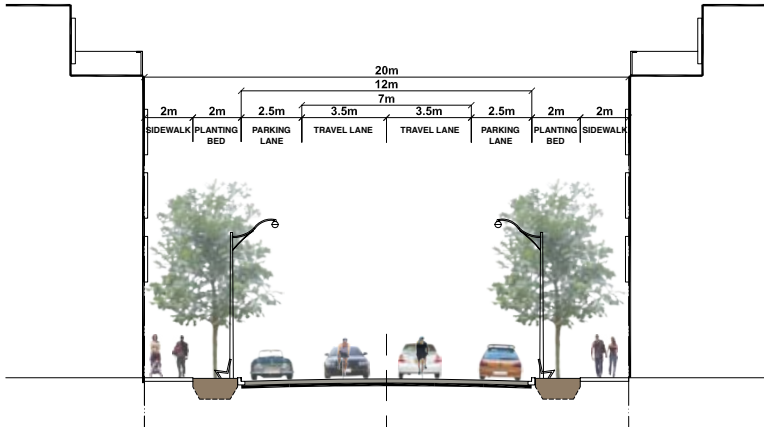 20m
12m
7m
2m 2m 2.5m 3.5m 3.5m 2.5m 2m 2m
SIDEWALK PLANTING BED PARKING LANE TRAVEL LANE TRAVEL LANE PARKING LANE PLANTING BED SIDEWALK